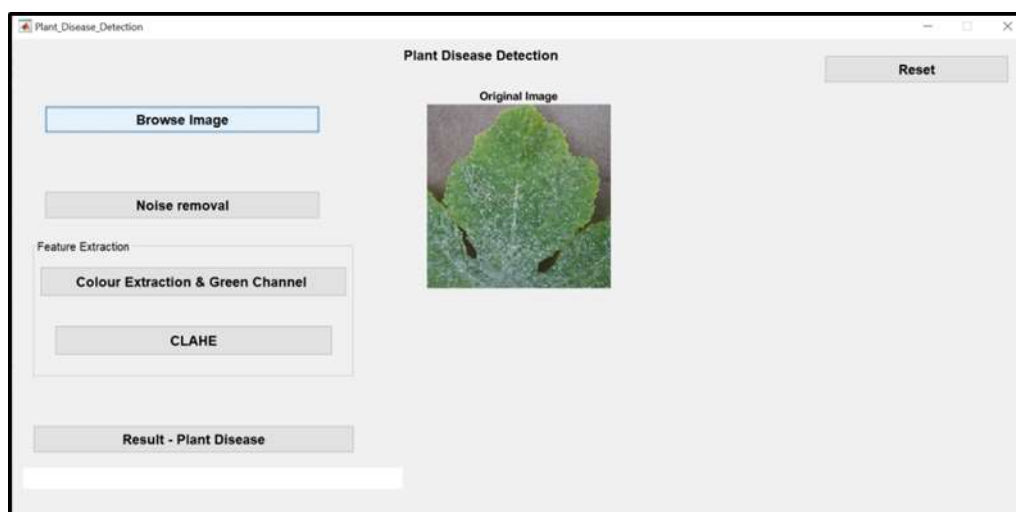 Plant_Disease_Detection
Plant Disease Detection
Reset
Original Image
Browse Image
Noise removal
Feature Extraction
Colour Extraction & Green Channel
CLAHE
Result - Plant Disease